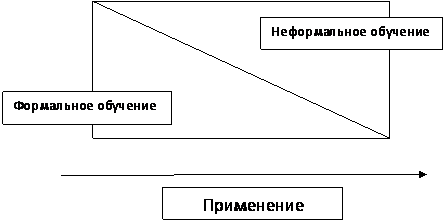 Неформальное обучение
Формальное обучение
Применение